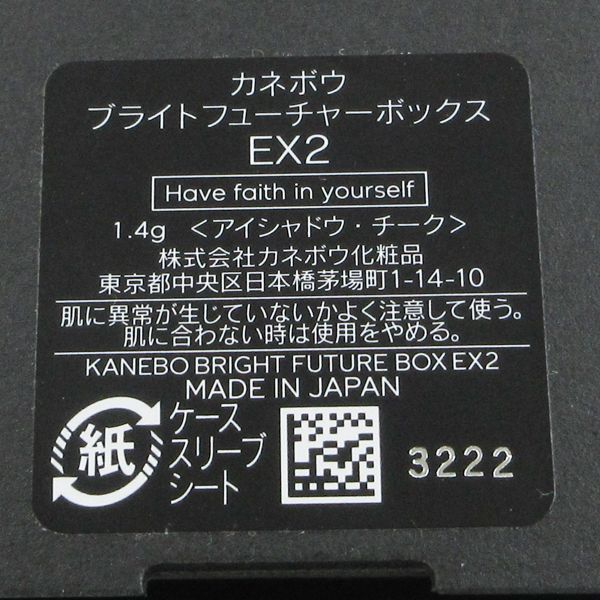 カネボウ
ブライトフューチャーボックス
EX2
Have faith in yourself
1.4g ＜アイシャドウ・チーク＞
株式会社カネボウ化粧品
東京都中央区日本橋茅場町1-14-10
肌に異常が生じていないかよく注意して使う。
肌に合わない時は使用をやめる。
KANEBO BRIGHT FUTURE BOX EX2
MADE IN JAPAN
紙
ケース
スリーブ
シート
3222